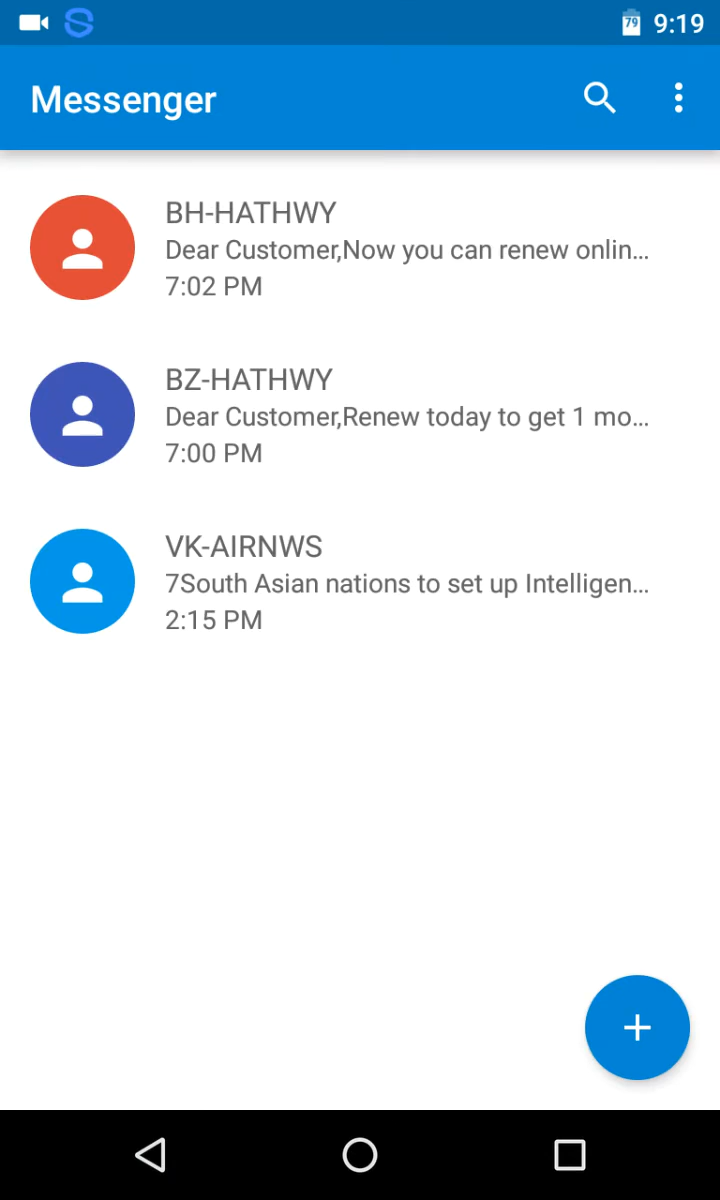 79 9:19
Messenger
BH-HATHWY
Dear Customer,Now you can renew onlin...
7:02 PM
BZ-HATHWY
Dear Customer,Renew today to get 1 mo...
7:00 PM
VK-AIRNWS
7South Asian nations to set up Intelligen...
2:15 PM